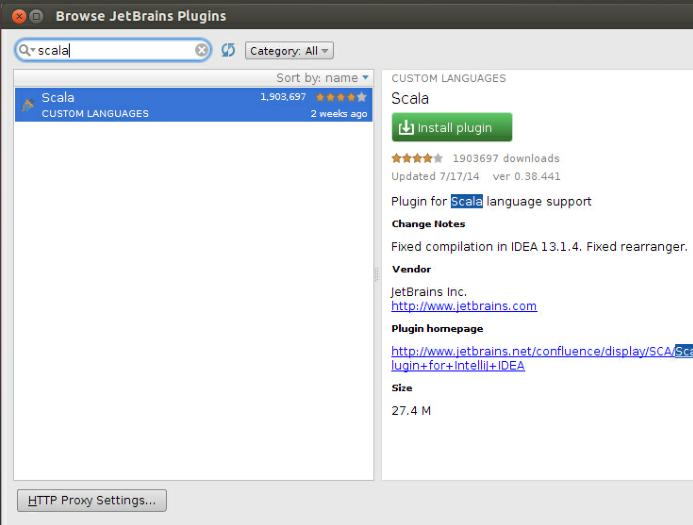 Browse JetBrains Plugins
scala
Category: All
Sort by: name
Scala 1,903,697
CUSTOM LANGUAGES 2 weeks ago
CUSTOM LANGUAGES
Scala
Install plugin
1903697 downloads
Updated 7/17/14 ver 0.38.441
Plugin for Scala language support
Change Notes
Fixed compilation in IDEA 13.1.4. Fixed rearranger.
Vendor
JetBrains Inc.
http://www.jetbrains.com
Plugin homepage
http://www.jetbrains.net/confluence/display/SCA/Sca
lugin+for+IntelliJ+IDEA
Size
27.4 M
HTTP Proxy Settings...